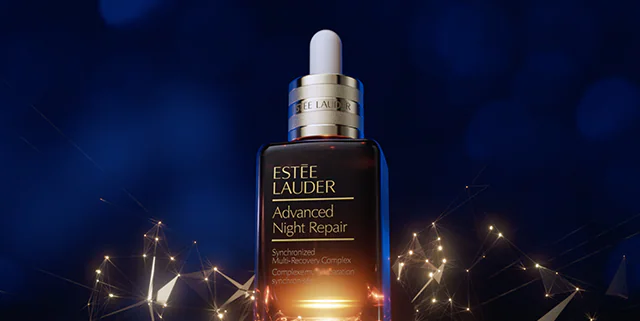 ESTĒE LAUDER
ESTĒE
LAUDER
Advanced
Night Repair
Synchronized
Multi-Recovery Complex